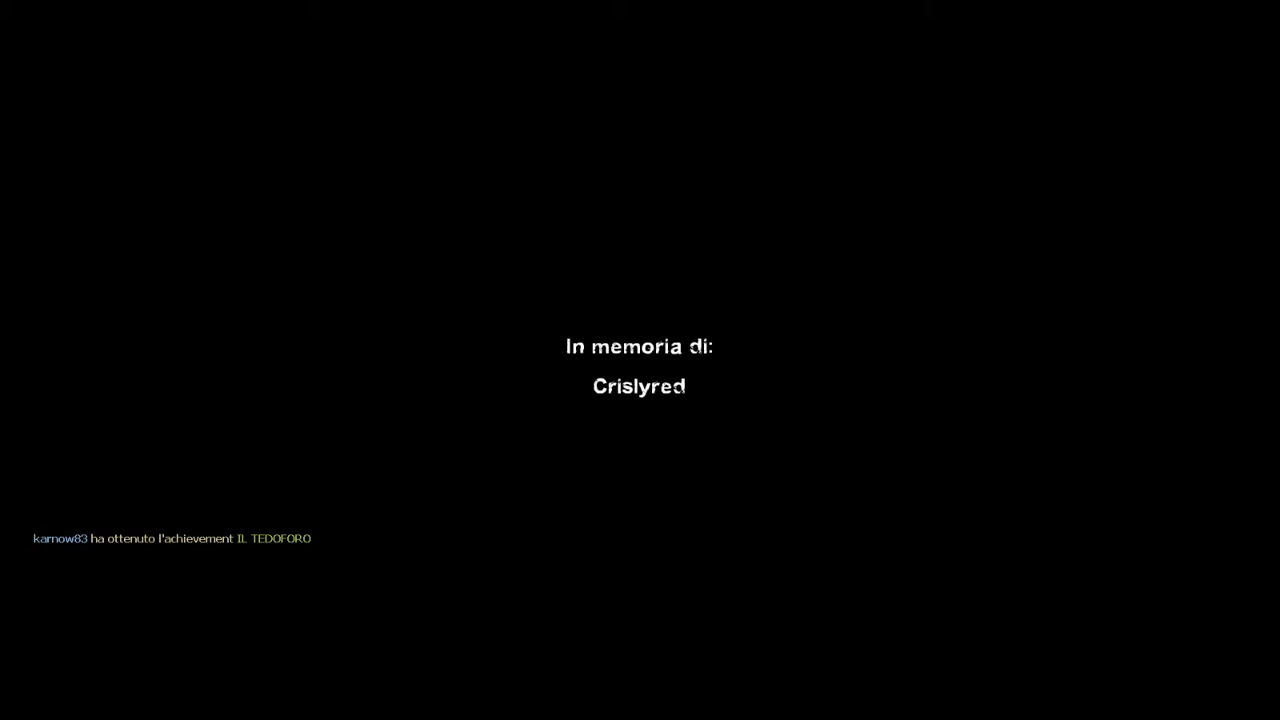 In memoria di:
Crislyred
karnow83 ha ottenuto l'achievement IL TEDOFORO